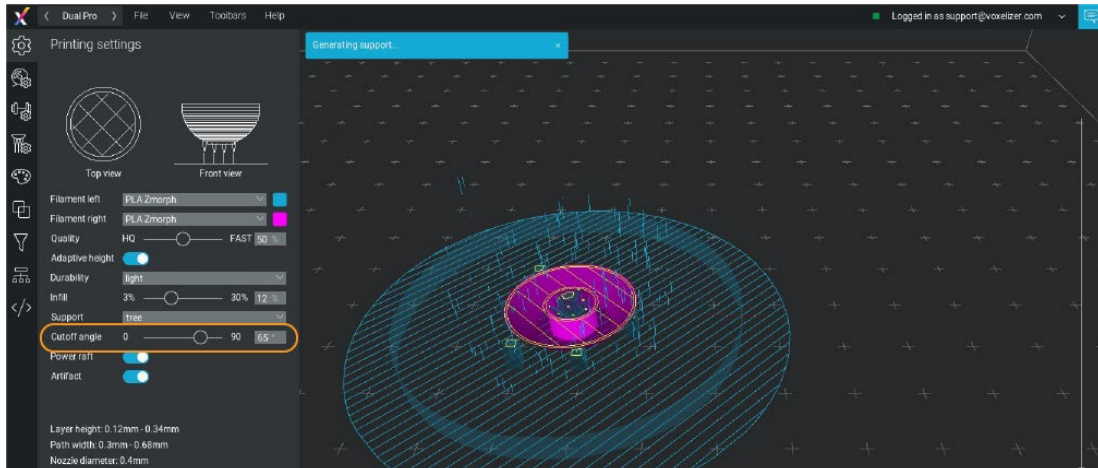 Dual Pro File View Toolbars Help Logged in as support@voxelizer.com
Printing settings
Generating support...
Top view Front view
Filament left PLA Zmorph
Filament right PLA Zmorph
Quality HQ FAST 50 %
Adaptive height
Durability light
Infill 3% 30% 12 %
Support tree
Cutoff angle 0 90 65 °
Power raft
Artifact
Layer height: 0.12mm - 0.34mm
Path width: 0.3mm - 0.68mm
Nozzle diameter: 0.4mm